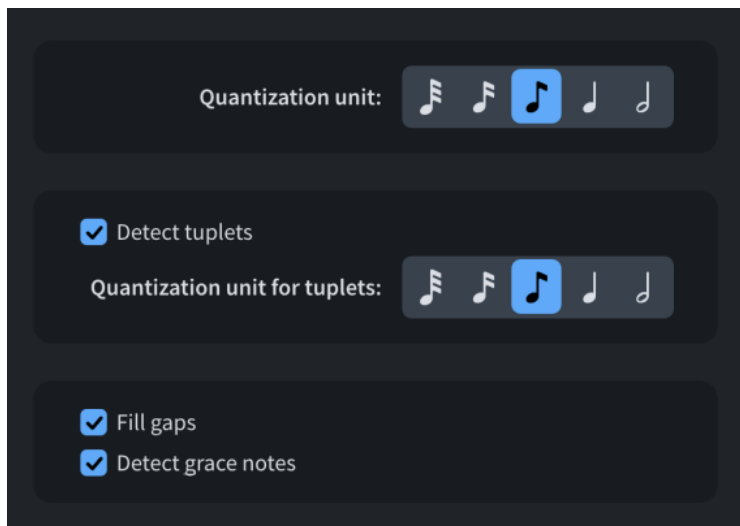 Quantization unit:
Detect tuplets
Quantization unit for tuplets:
Fill gaps
Detect grace notes